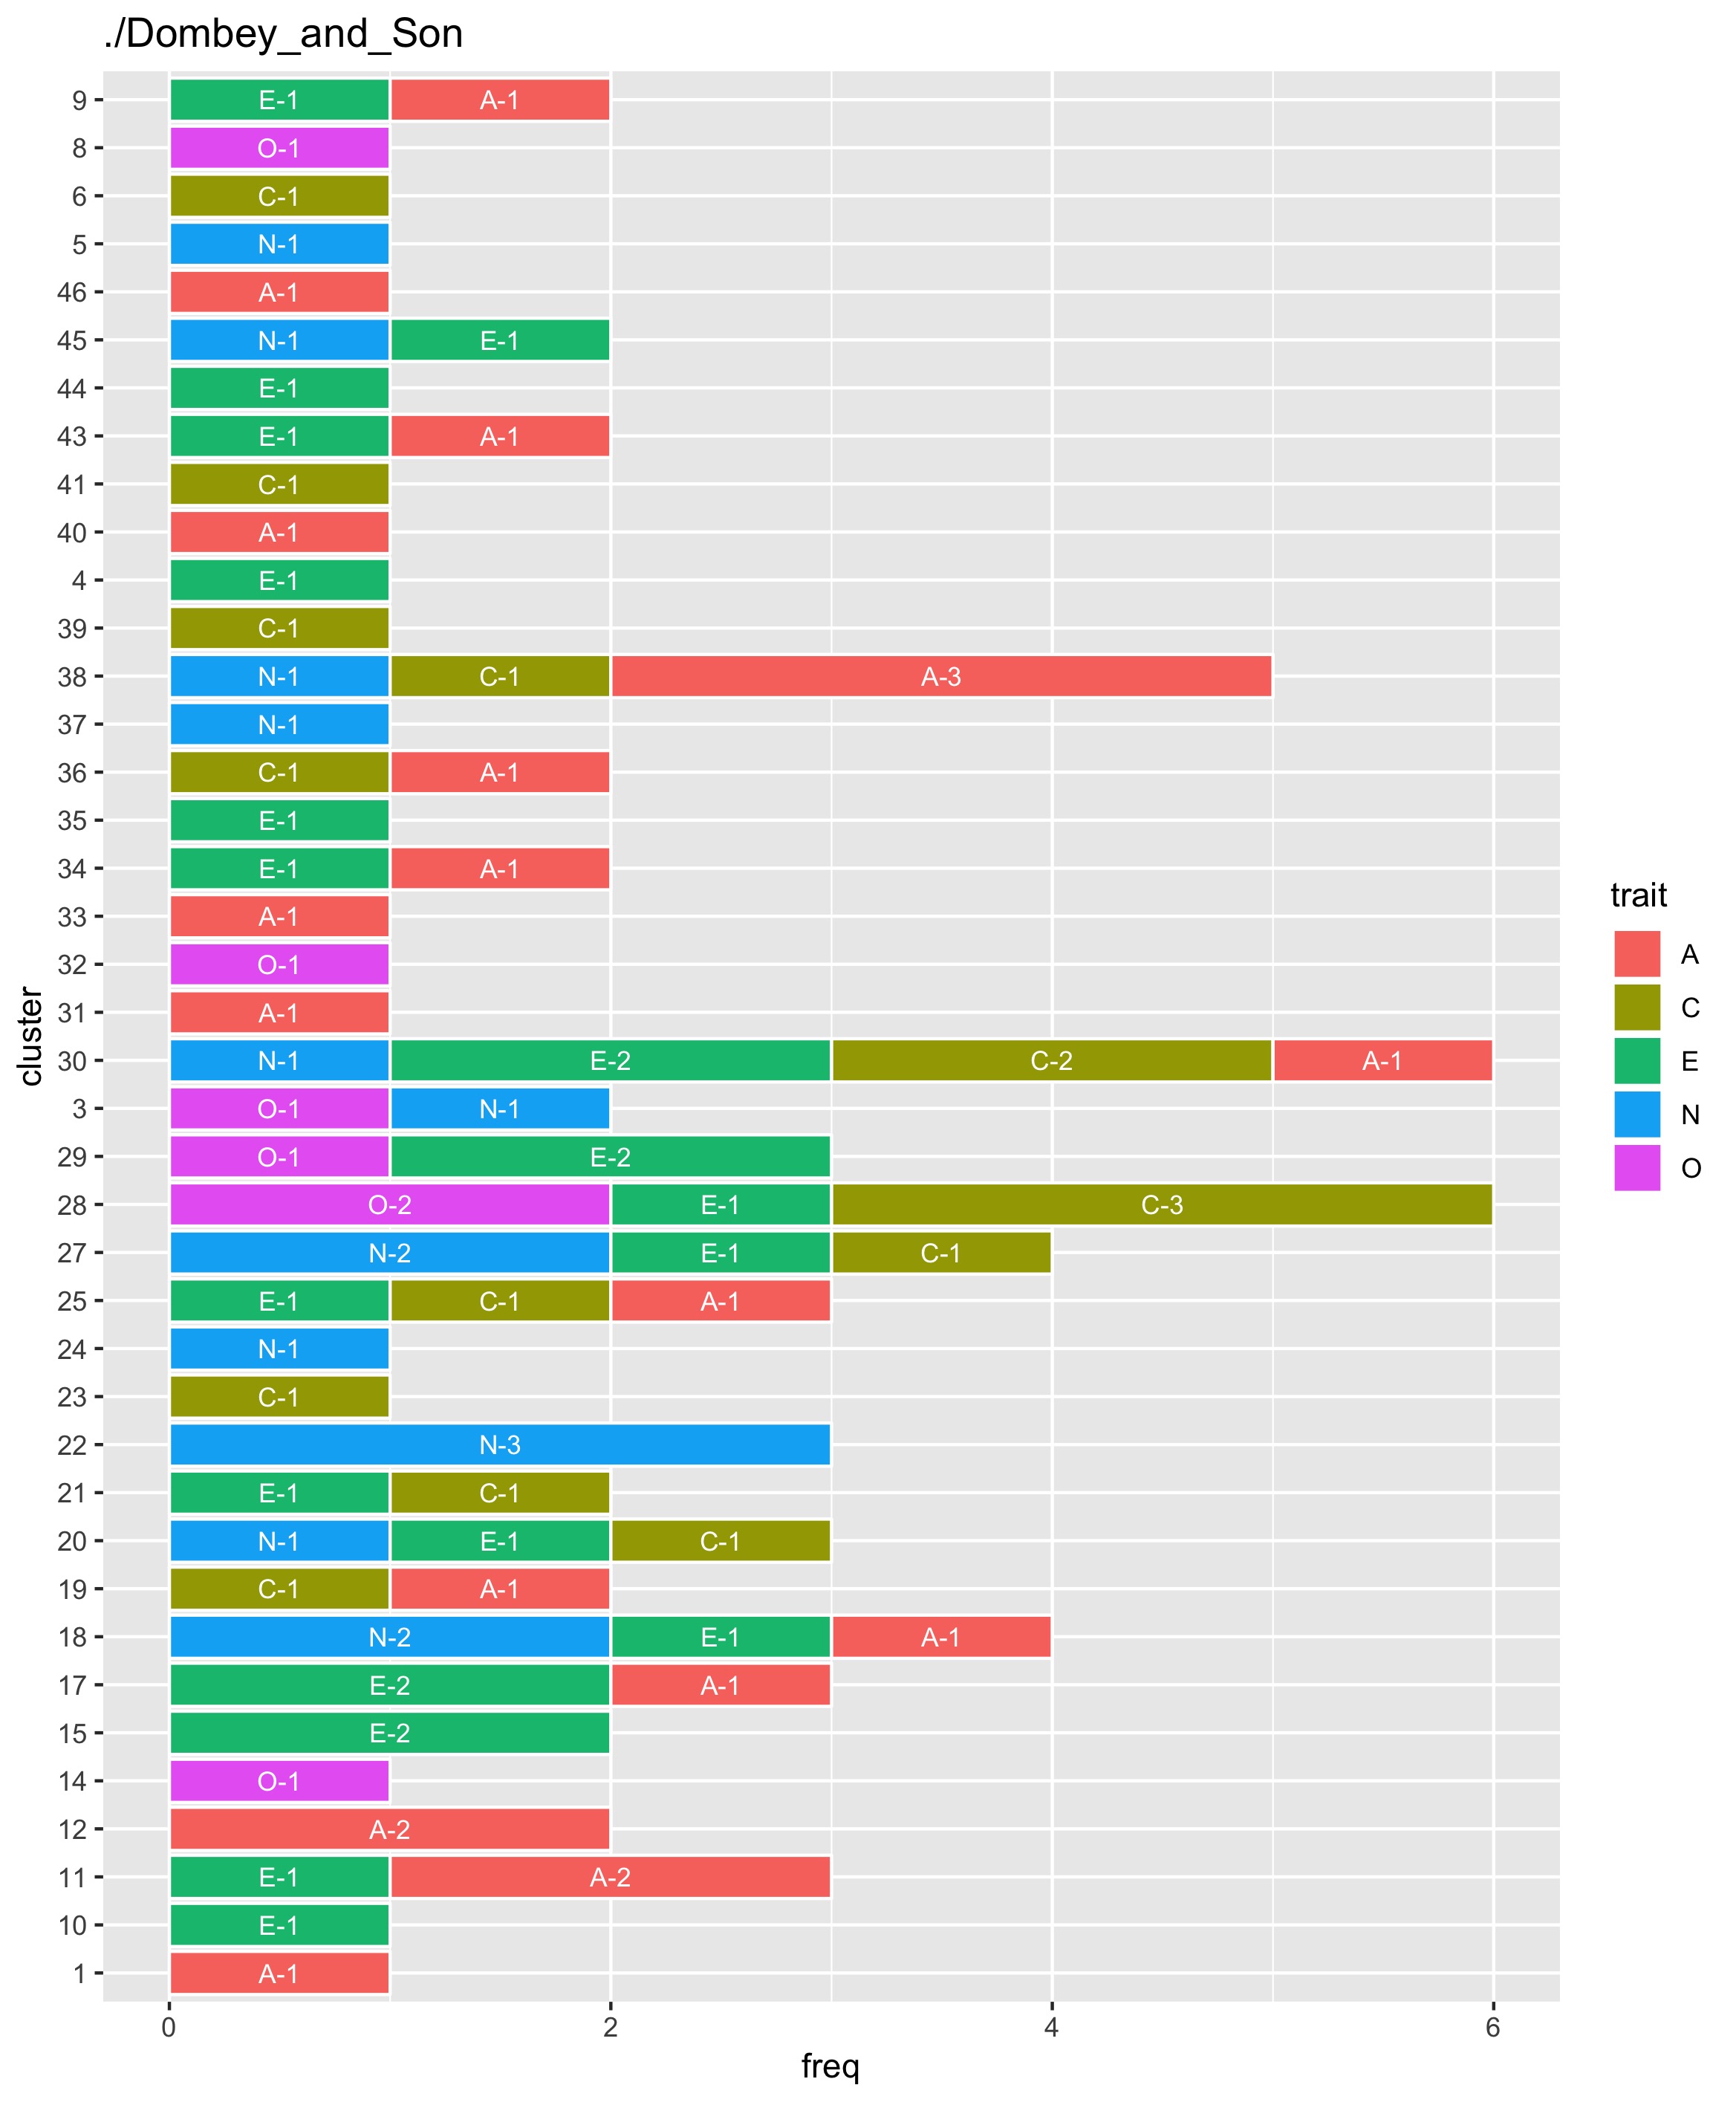 ./Dombey_and_Son
9 E-1 A-1
8 O-1
6 C-1
5 N-1
46 A-1
45 N-1 E-1
44 E-1
43 E-1 A-1
41 C-1
40 A-1
4 E-1
39 C-1
38 N-1 C-1 A-3
37 N-1
36 C-1 A-1
35 E-1
34 E-1 A-1
33 A-1
32 O-1
31 A-1
30 N-1 E-2 C-2 A-1
3 O-1 N-1
29 O-1 E-2
28 O-2 E-1 C-3
27 N-2 E-1 C-1
25 E-1 C-1 A-1
24 N-1
23 C-1
22 N-3
21 E-1 C-1
20 N-1 E-1 C-1
19 C-1 A-1
18 N-2 E-1 A-1
17 E-2 A-1
15 E-2
14 O-1
12 A-2
11 E-1 A-2
10 E-1
1 A-1
0 2 4 6
freq
cluster
trait
A
C
E
N
O